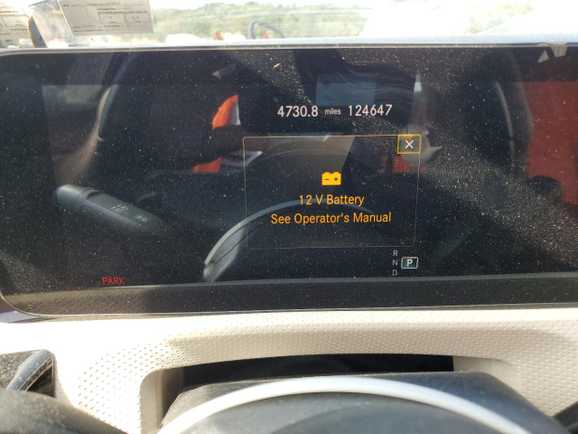 4730.8 miles 124647
12 V Battery
See Operator's Manual
R
N P
D
PARK